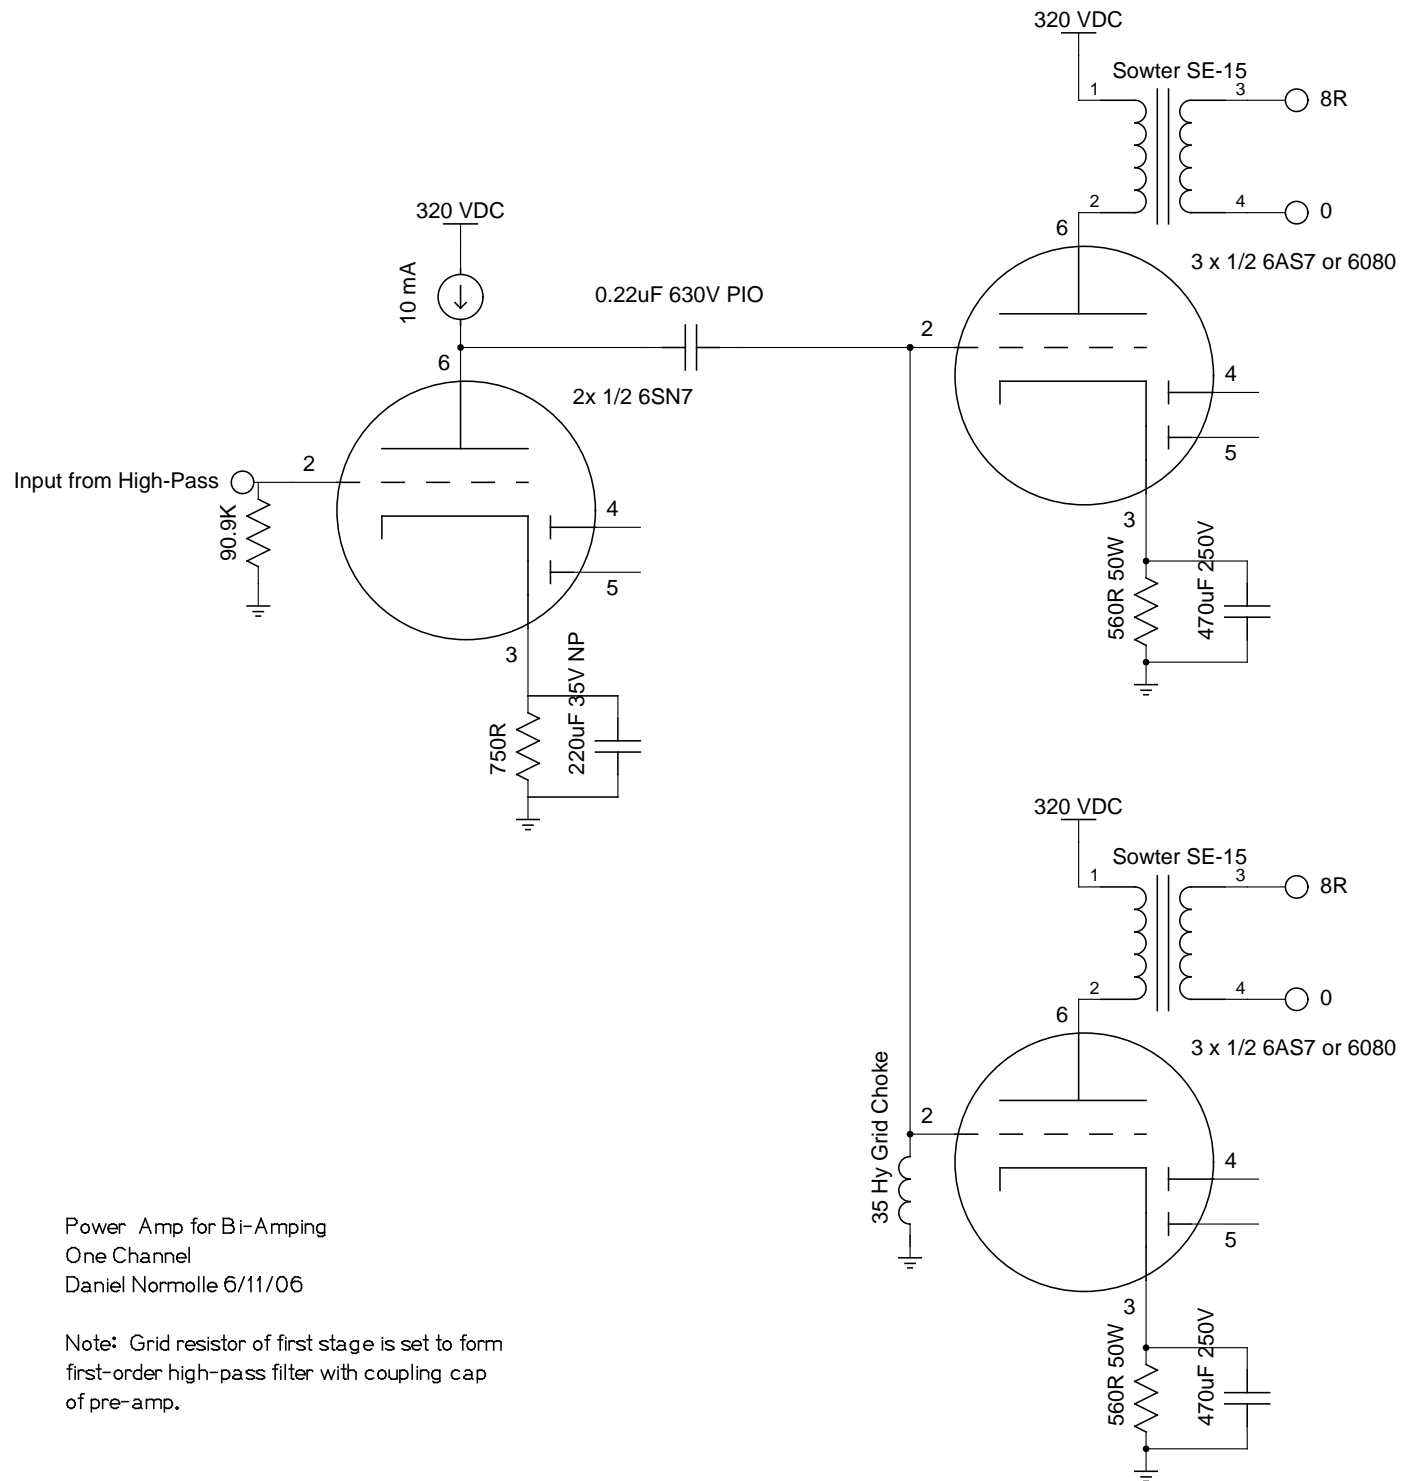 320 VDC
Sowter SE-15
1
3
8R
2
4
0
6
3 x 1/2 6AS7 or 6080
320 VDC
10 mA
0.22uF 630V PIO
2
6
2x 1/2 6SN7
4
5
Input from High-Pass
2
90.9K
4
5
3
560R 50W
470uF 250V
3
750R
220uF 35V NP
320 VDC
Sowter SE-15
1
3
8R
2
4
0
6
3 x 1/2 6AS7 or 6080
35 Hy Grid Choke
2
4
5
3
560R 50W
470uF 250V
Power Amp for Bi-Amping
One Channel
Daniel Normolle 6/11/06
Note: Grid resistor of first stage is set to form
first-order high-pass filter with coupling cap
of pre-amp.